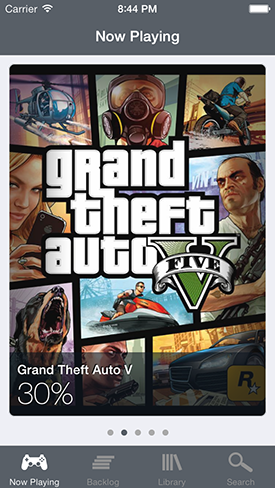 Carrier 8:44 PM
Now Playing
grand
theft
auto
V
FIVE
Grand Theft Auto V
30%
R
Now Playing Backlog Library Search